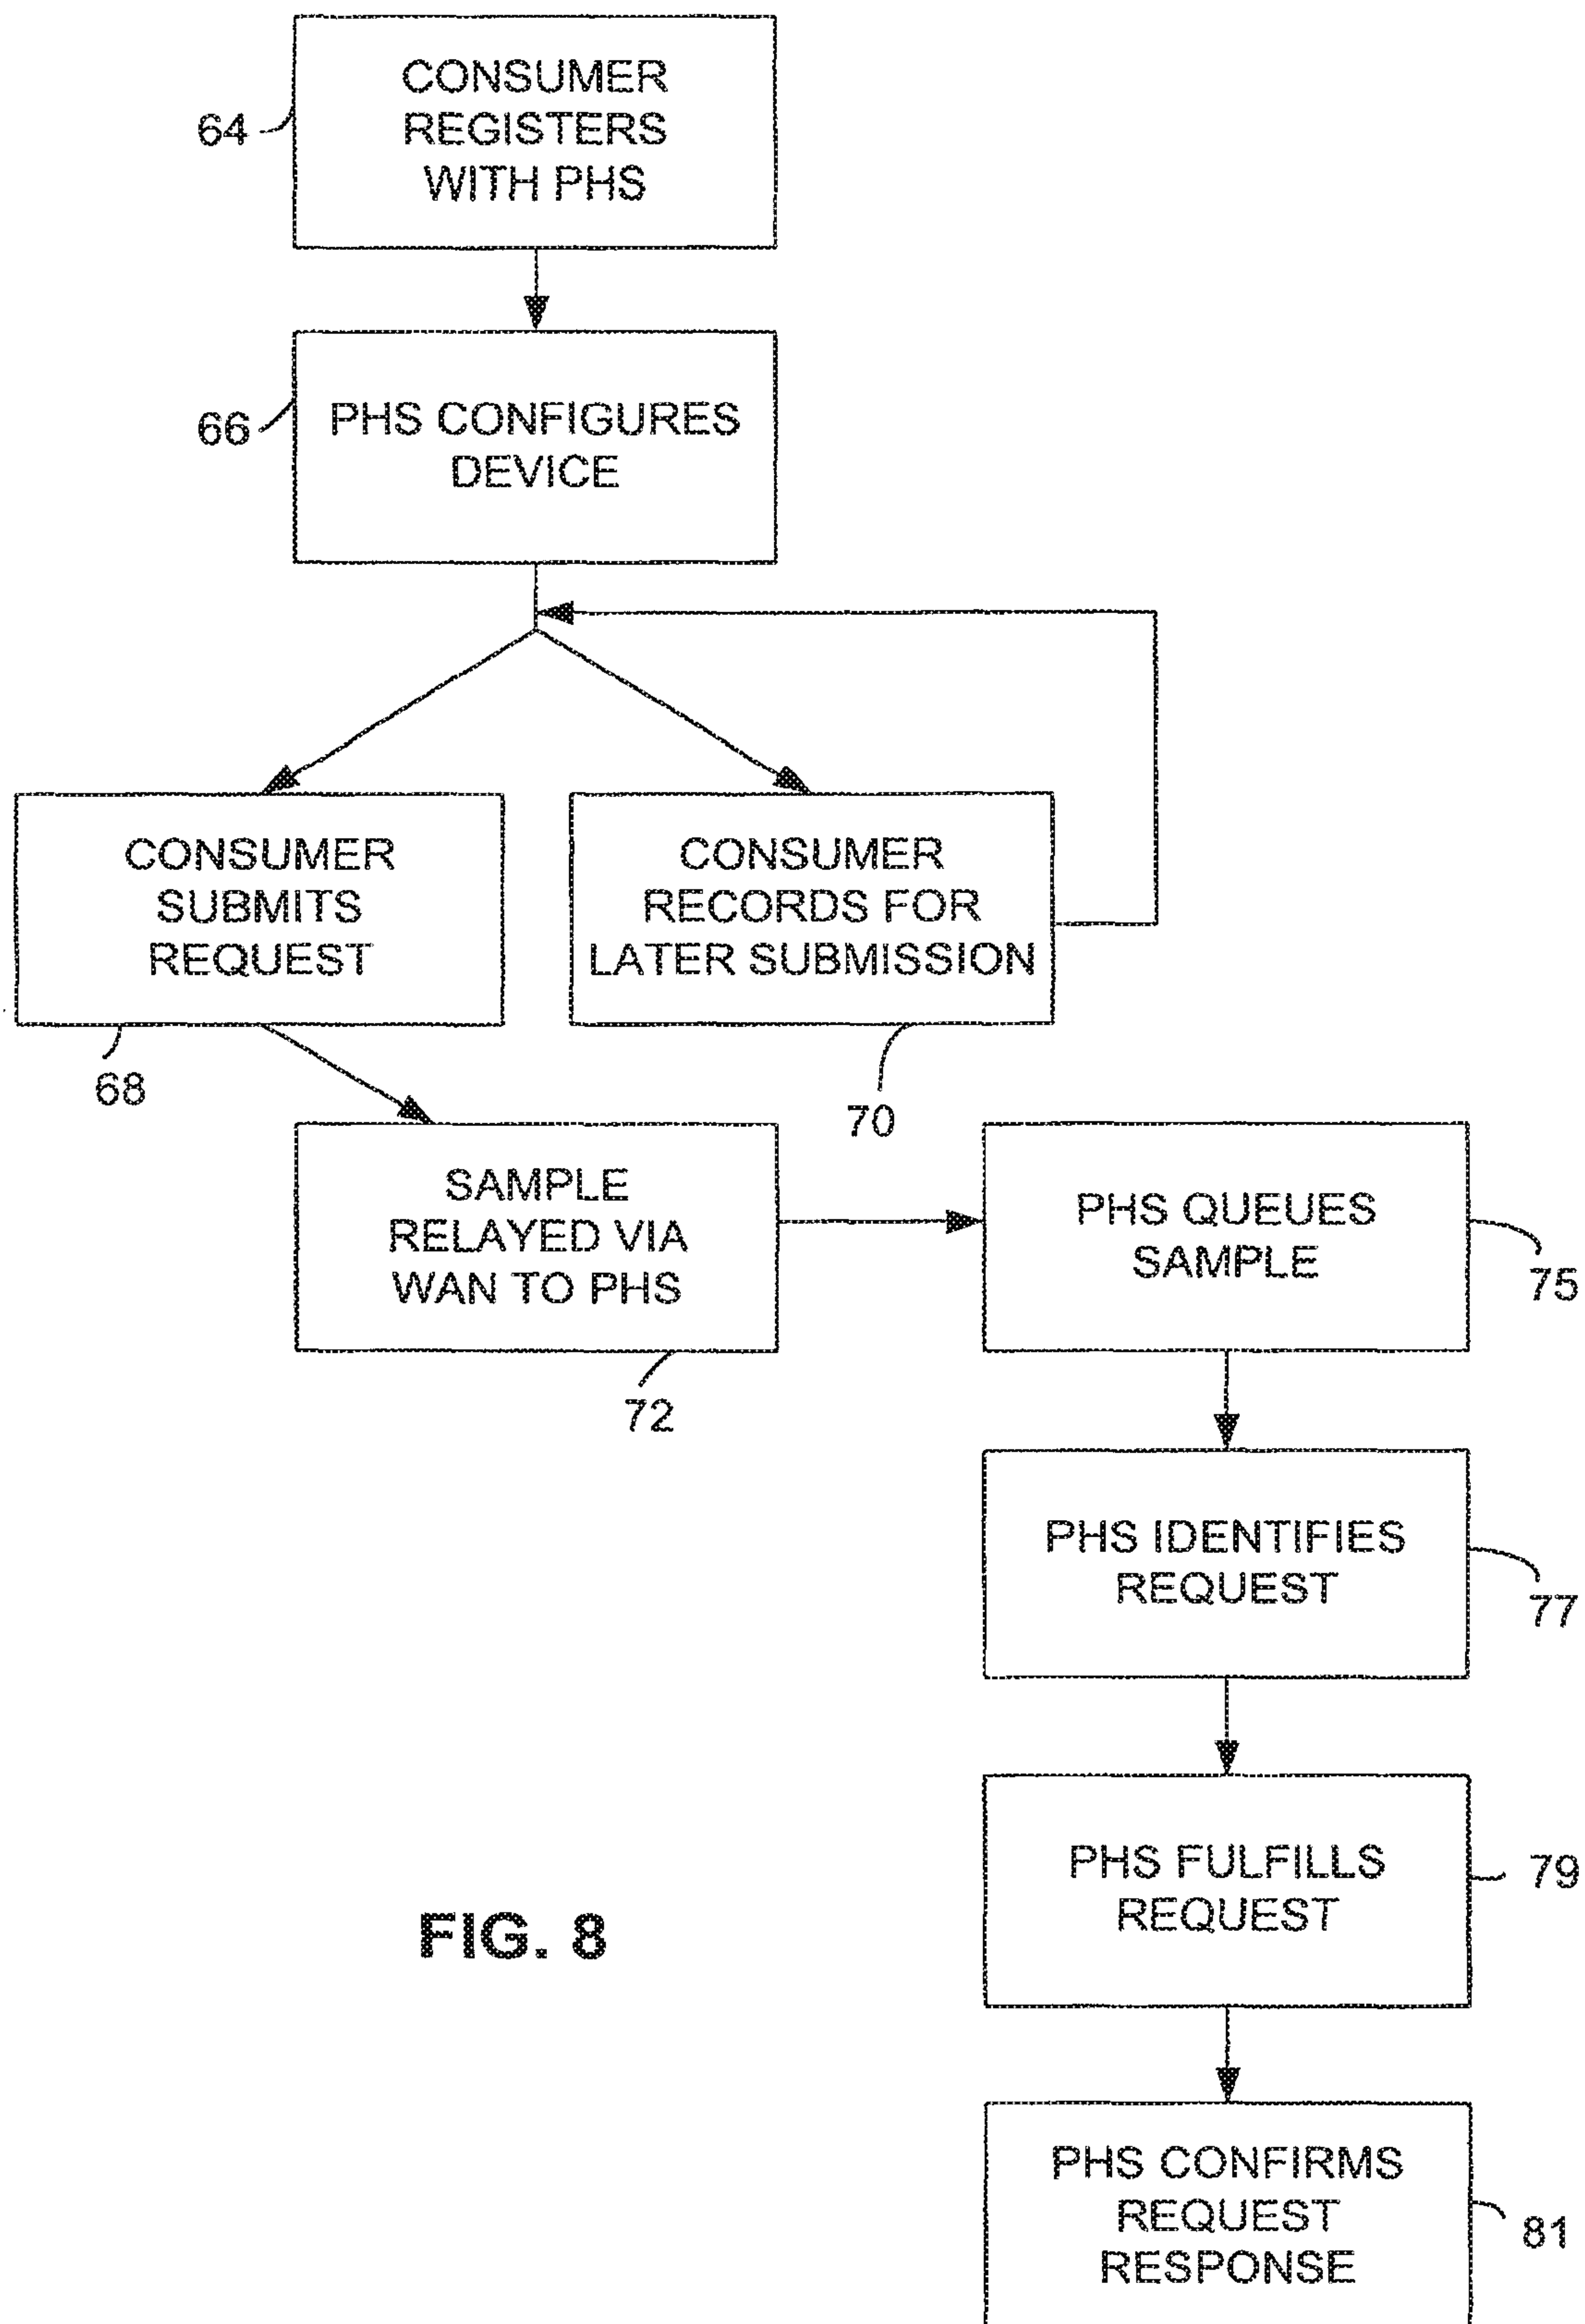 CONSUMER
REGISTERS
WITH PHS
64
PHS CONFIGURES
DEVICE
66
CONSUMER
SUBMITS
REQUEST
68
CONSUMER
RECORDS FOR
LATER SUBMISSION
70
SAMPLE
RELAYED VIA
WAN TO PHS
72
PHS QUEUES
SAMPLE
75
PHS IDENTIFIES
REQUEST
77
PHS FULFILLS
REQUEST
79
PHS CONFIRMS
REQUEST
RESPONSE
81
FIG. 8